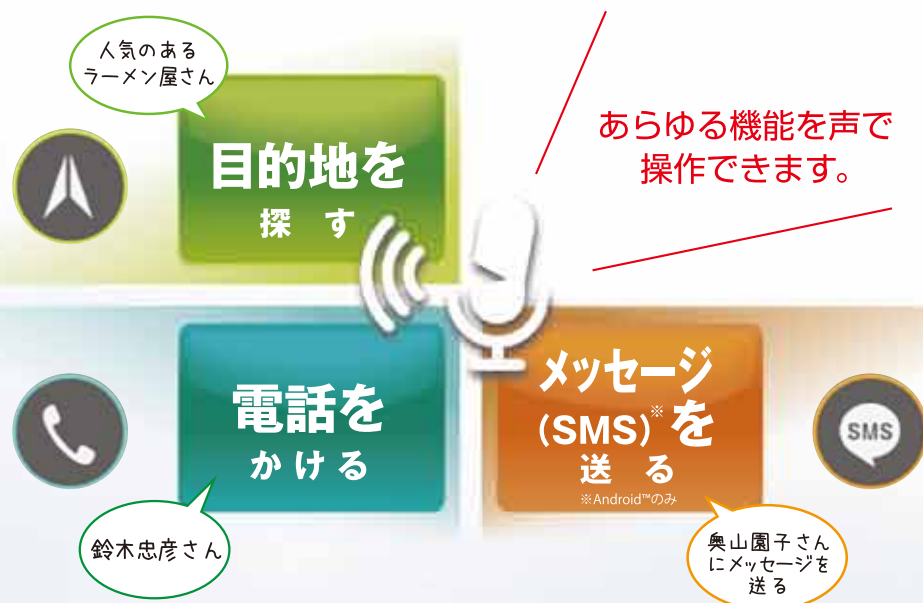 人気のある
ラーメン屋さん
目的地を
探す
あらゆる機能を声で
操作できます。
電話を
かける
鈴木忠彦さん
メッセージ
(SMS)※を
送る
※Android™のみ
SMS
奥山園子さん
にメッセージを
送る